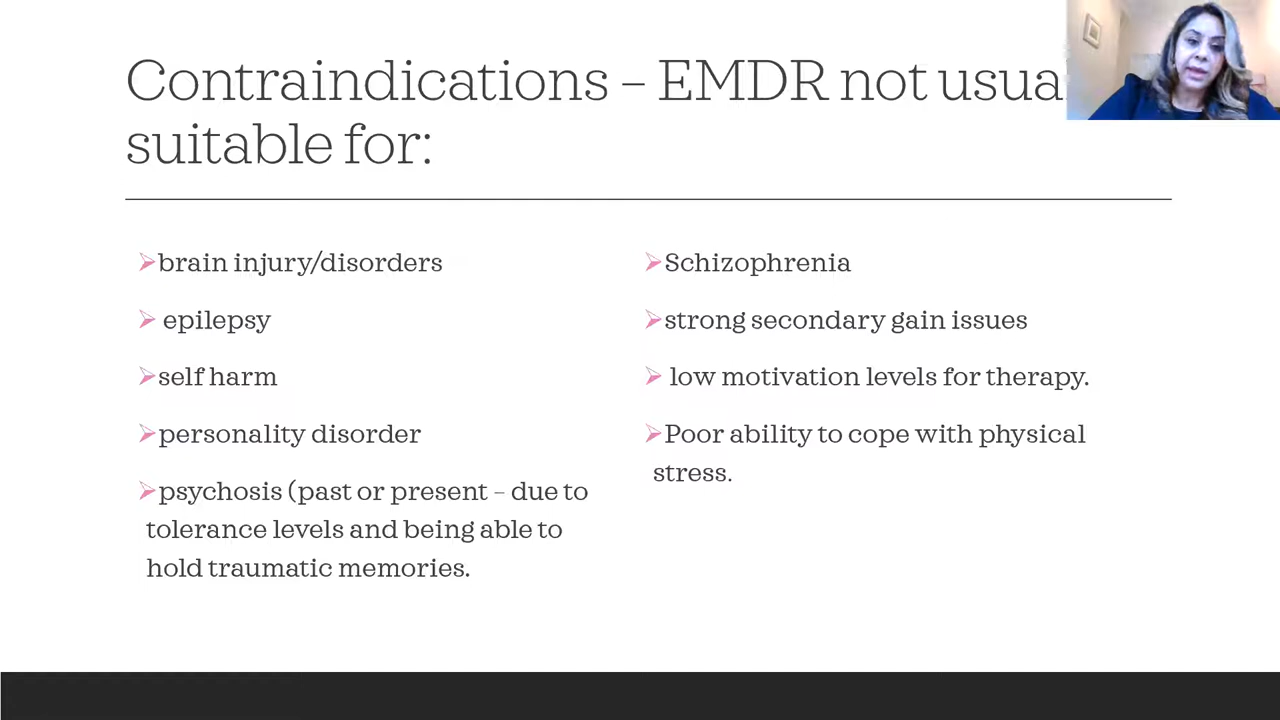 Contraindications – EMDR not
suitable for:
brain injury/disorders
epilepsy
self harm
personality disorder
psychosis (past or present – due to
tolerance levels and being able to
hold traumatic memories.
Schizophrenia
strong secondary gain issues
low motivation levels for therapy.
Poor ability to cope with physical
stress.